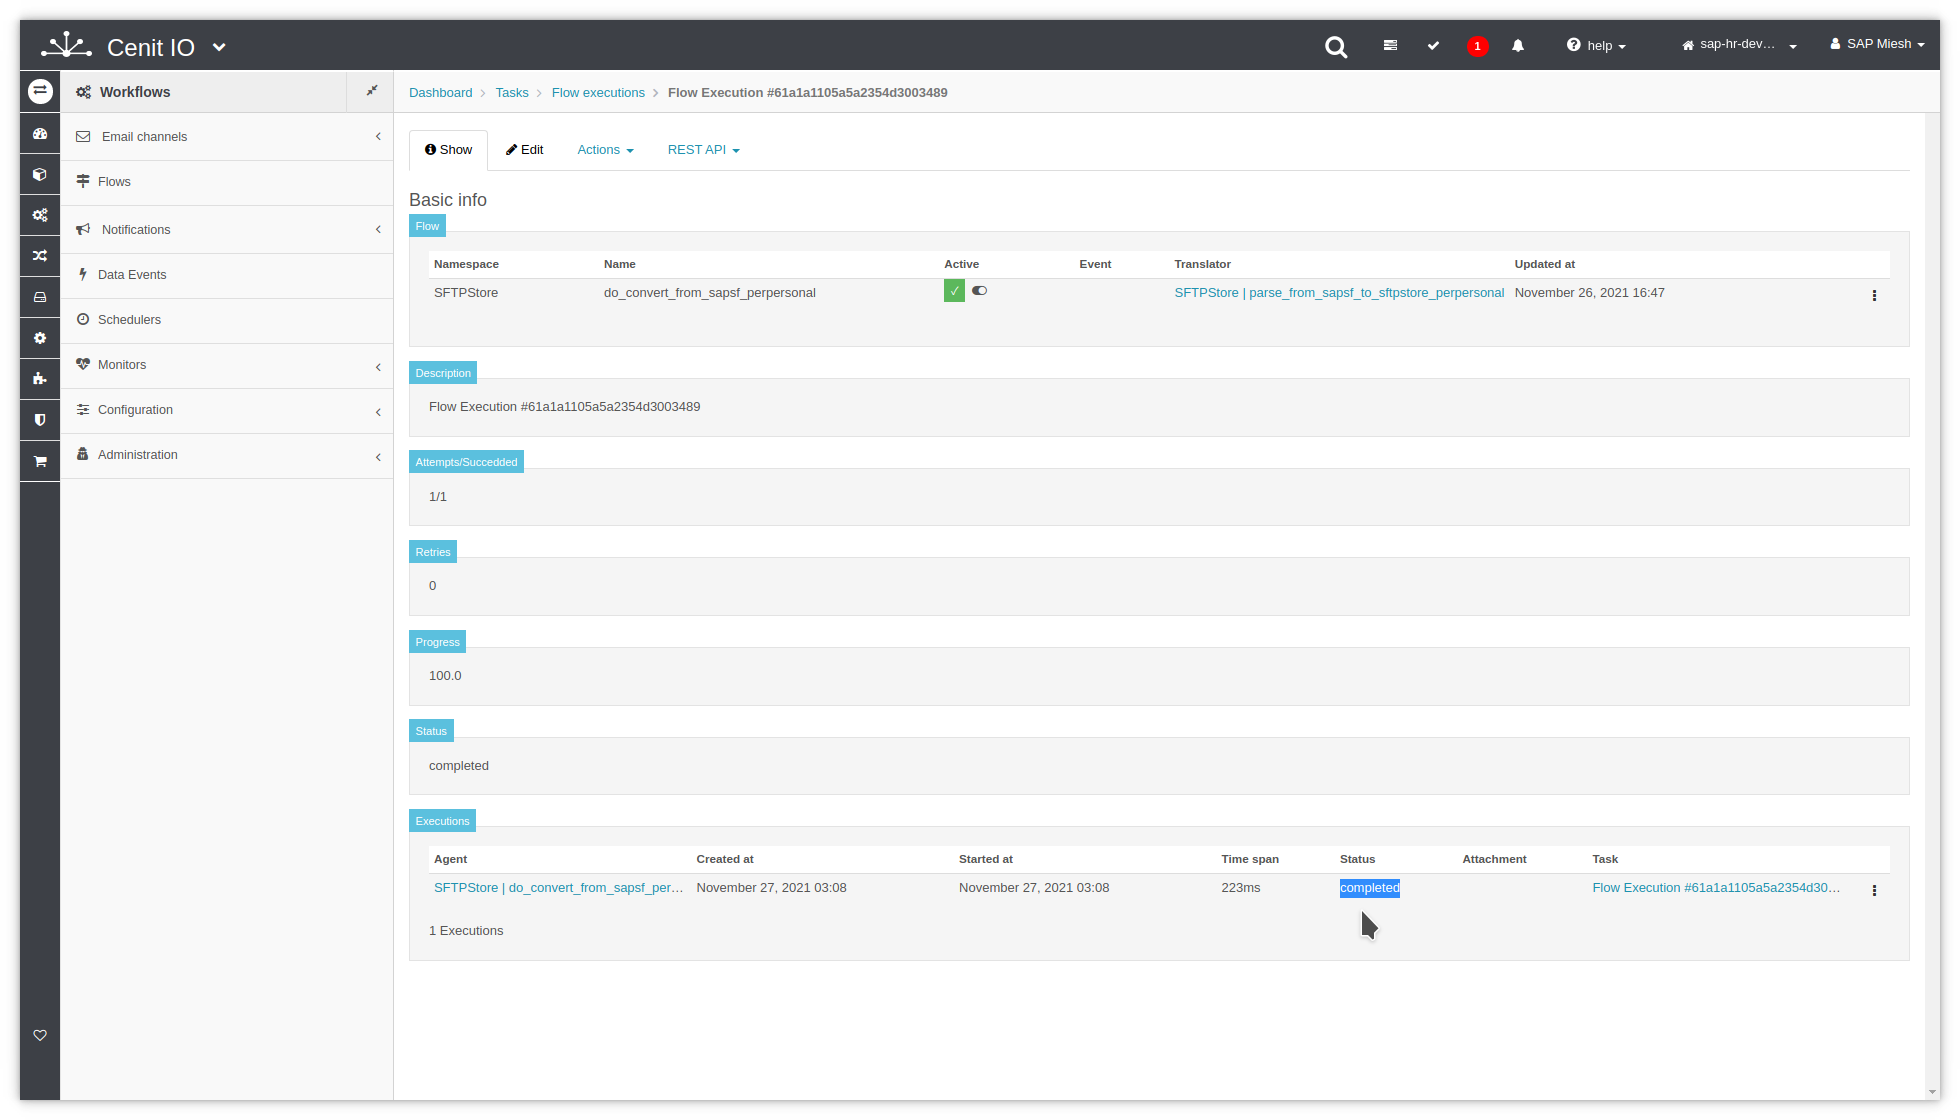 Cenit IO
1
help
sap-hr-dev...
SAP Miesh
Workflows
Dashboard
Tasks
Flow executions
Flow Execution #61a1a1105a5a2354d3003489
Email channels
Flows
Notifications
Data Events
Schedulers
Monitors
Configuration
Administration
Show
Edit
Actions
REST API
Basic info
Flow
Namespace Name Active Event Translator Updated at
SFTPStore do_convert_from_sapsf_perpersonal SFTPStore | parse_from_sapsf_to_sftpstore_perpersonal November 26, 2021 16:47
Description
Flow Execution #61a1a1105a5a2354d3003489
Attempts/Succedded
1/1
Retries
0
Progress
100.0
Status
completed
Executions
Agent Created at Started at Time span Status Attachment Task
SFTPStore | do_convert_from_sapsf_per... November 27, 2021 03:08 November 27, 2021 03:08 223ms completed Flow Execution #61a1a1105a5a2354d30...
1 Executions